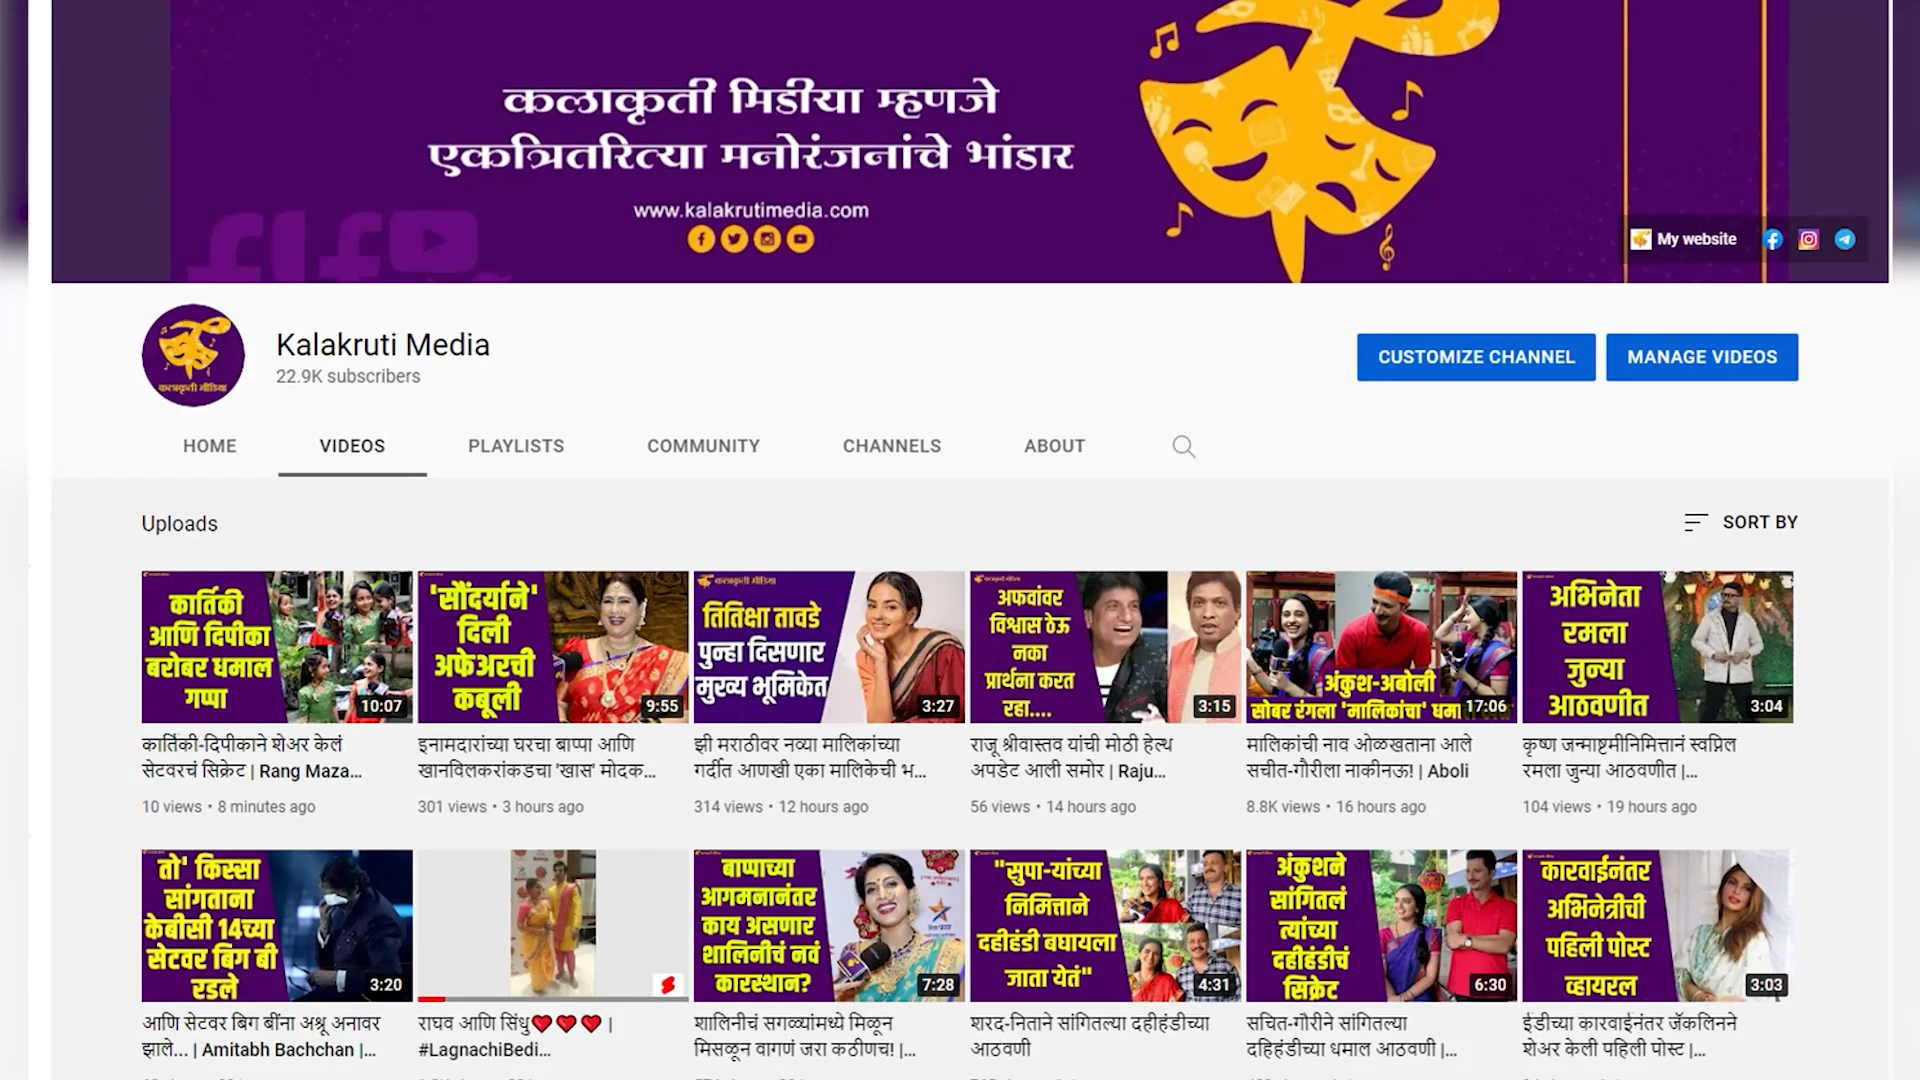 कलाकृती मिडीया म्हणजे
एकत्रितरित्या मनोरंजनांचे भांडार
www.kalakrutimedia.com
My website
कलाकृती मीडिया
Kalakruti Media
22.9K subscribers
CUSTOMIZE CHANNEL
MANAGE VIDEOS
HOME
VIDEOS
PLAYLISTS
COMMUNITY
CHANNELS
ABOUT
Uploads
SORT BY
कार्तिकी
आणि दिपीका
बरोबर धमाल
गप्पा
10:07
'सौंदर्याने'
दिली
अफेअरची
कबूली
9:55
कलाकृती मीडिया
तितिक्षा तावडे
पुन्हा दिसणार
मुख्य भूमिकेत
3:27
अफवांवर
विश्वास ठेऊ
नका
प्रार्थना करत
रहा....
3:15
अंकुश-अबोली
सोबर रंगला 'मालिकांचा' धमा
17:06
अभिनेता
रमला
जुन्या
आठवणीत
3:04
कार्तिकी-दिपीकाने शेअर केलं
सेटवरचं सिक्रेट | Rang Maza...
10 views • 8 minutes ago
इनामदारांच्या घरचा बाप्पा आणि
खानविलकरांकडचा 'खास' मोदक...
301 views • 3 hours ago
झी मराठीवर नव्या मालिकांच्या
गर्दीत आणखी एका मालिकेची भ...
314 views • 12 hours ago
राजू श्रीवास्तव यांची मोठी हेल्थ
अपडेट आली समोर | Raju...
56 views • 14 hours ago
मालिकांची नाव ओळखताना आले
सचीत-गौरीला नाकीनऊ! | Aboli
8.8K views • 16 hours ago
कृष्ण जन्माष्टमीनिमित्तानं स्वप्निल
रमला जुन्या आठवणीत |...
104 views • 19 hours ago
तो' किस्सा
सांगताना
केबीसी 14च्या
सेटवर बिग बी
रडले
3:20
बाप्पाच्या
आगमनानंतर
काय असणार
शालिनीचं नवं
कारस्थान?
7:28
"सुपा-यांच्या
निमित्ताने
दहीहंडी बघायला
जाता येतं"
4:31
अंकुशने
सांगितलं
त्यांच्या
दहीहंडीचं
सिक्रेट
6:30
कारवाईनंतर
अभिनेत्रीची
पहिली पोस्ट
व्हायरल
3:03
आणि सेटवर बिग बींना अश्रू अनावर
झाले... | Amitabh Bachchan |...
राघव आणि सिंधु❤❤❤ |
#LagnachiBedi...
शालिनीचं सगळ्यांमध्ये मिळून
मिसळून वागणं जरा कठीणच! |...
शरद-निताने सांगितल्या दहीहंडीच्या
आठवणी
सचित-गौरीने सांगितल्या
दहिहंडीच्या धमाल आठवणी |...
ईडीच्या कारवाईनंतर जॅकलिनने
शेअर केली पहिली पोस्ट |...